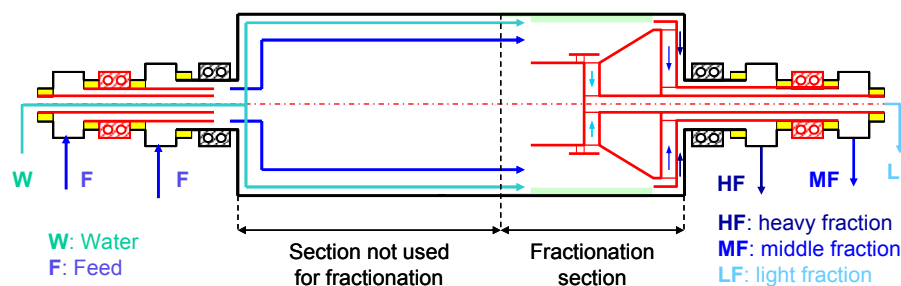 W
F
F
HF
MF
L
W: Water
F: Feed
Section not used
for fractionation
Fractionation
section
HF: heavy fraction
MF: middle fraction
LF: light fraction